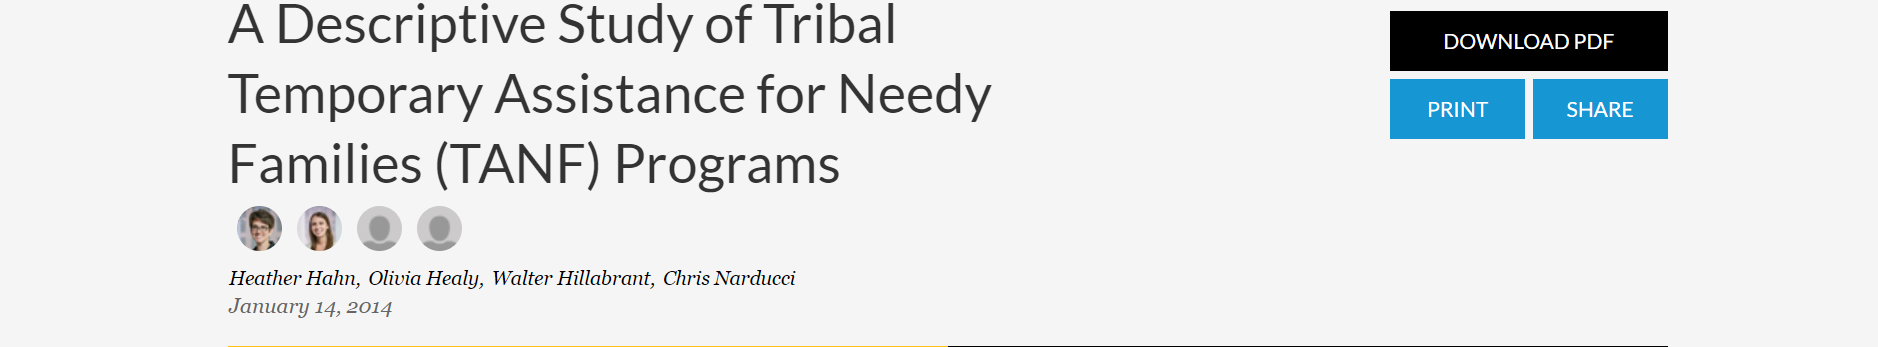 A Descriptive Study of Tribal
Temporary Assistance for Needy
Families (TANF) Programs
Heather Hahn, Olivia Healy, Walter Hillabrant, Chris Narducci
January 14, 2014
DOWNLOAD PDF
PRINT
SHARE